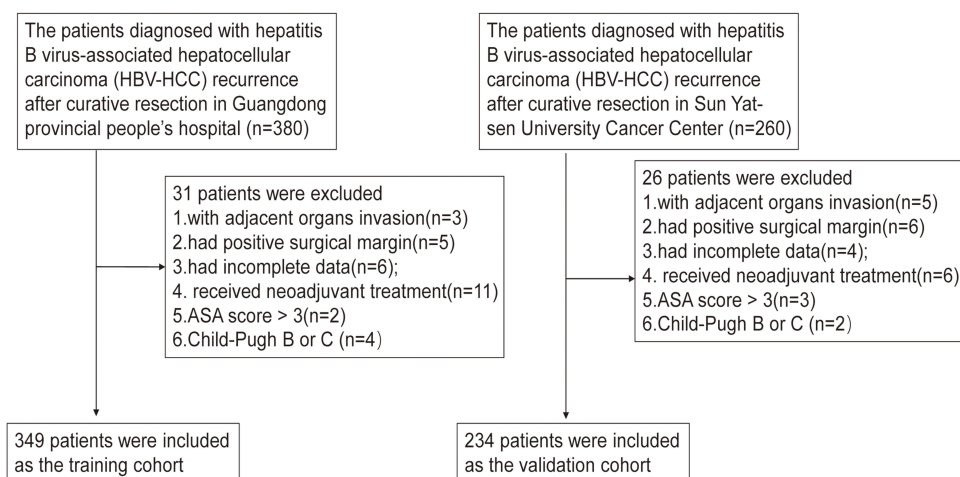 The patients diagnosed with hepatitis
B virus-associated hepatocellular
carcinoma (HBV-HCC) recurrence
after curative resection in Guangdong
provincial people's hospital (n=380)
31 patients were excluded
1.with adjacent organs invasion(n=3)
2.had positive surgical margin(n=5)
3.had incomplete data(n=6);
4. received neoadjuvant treatment(n=11)
5.ASA score > 3(n=2)
6.Child-Pugh B or C (n=4)
349 patients were included
as the training cohort
The patients diagnosed with hepatitis
B virus-associated hepatocellular
carcinoma (HBV-HCC) recurrence
after curative resection in Sun Yat-
sen University Cancer Center (n=260)
26 patients were excluded
1.with adjacent organs invasion(n=5)
2.had positive surgical margin(n=6)
3.had incomplete data(n=4);
4. received neoadjuvant treatment(n=6)
5.ASA score > 3(n=3)
6.Child-Pugh B or C (n=2)
234 patients were included
as the validation cohort